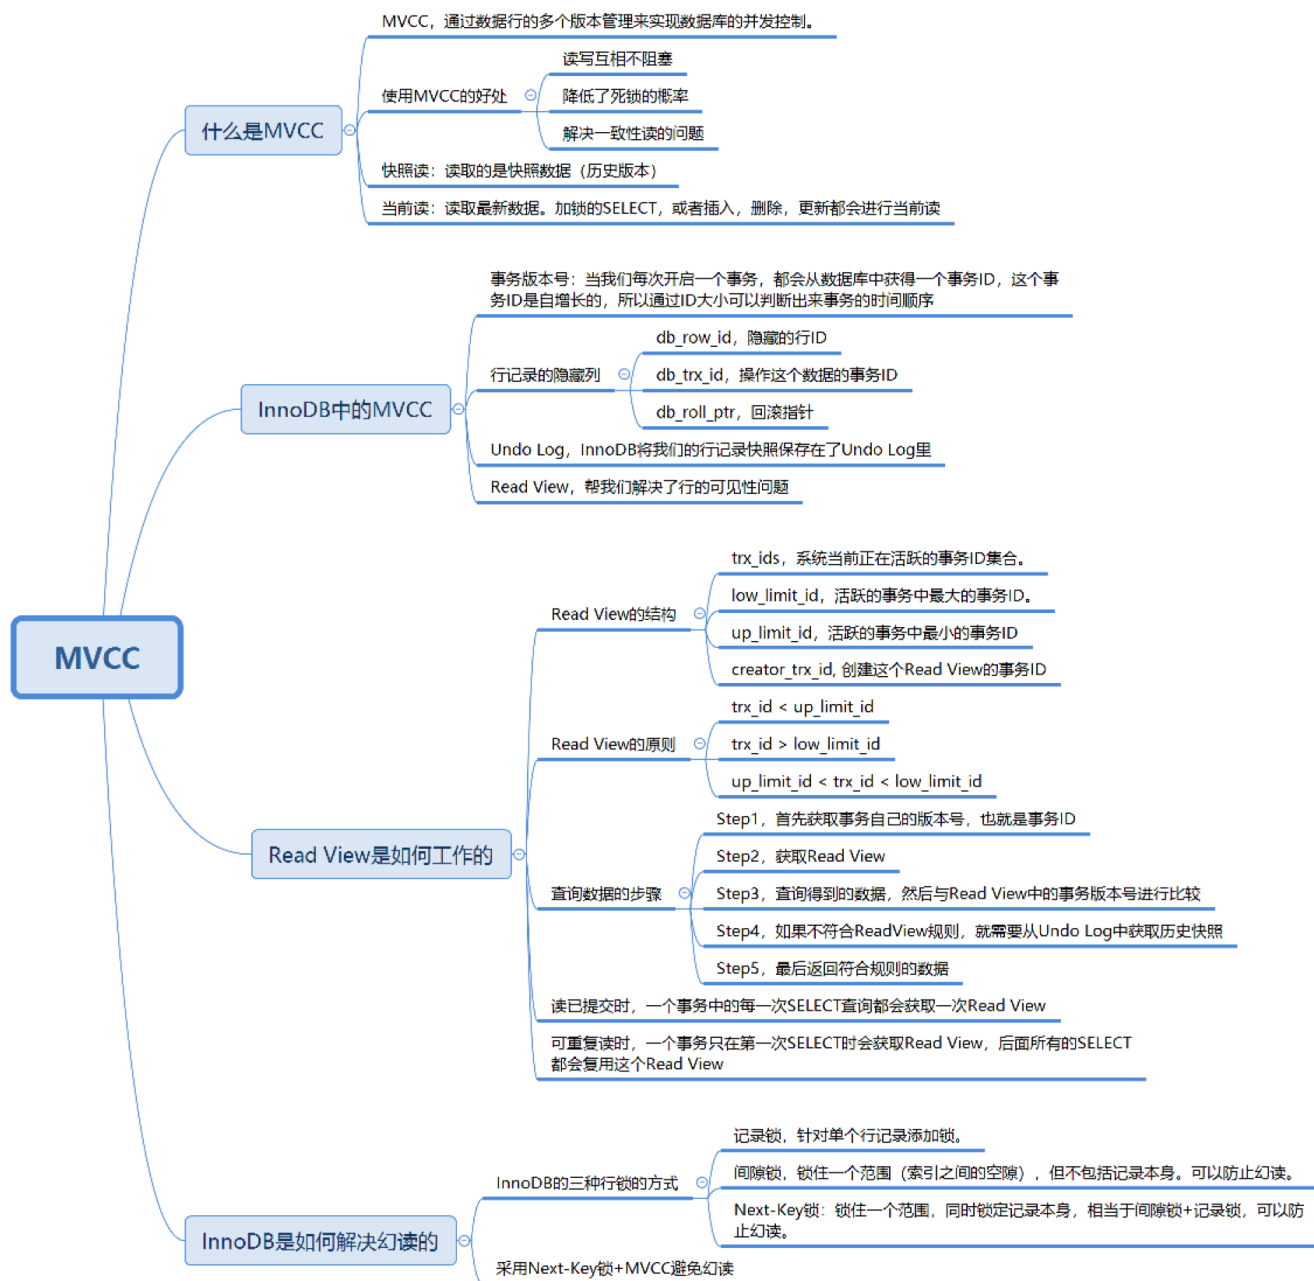 MVCC
什么是MVCC
MVCC，通过数据行的多个版本管理来实现数据库的并发控制。
使用MVCC的好处
读写互相不阻塞
降低了死锁的概率
解决一致性读的问题
快照读：读取的是快照数据（历史版本）
当前读：读取最新数据。加锁的SELECT，或者插入，删除，更新都会进行当前读
InnoDB中的MVCC
事务版本号：当我们每次开启一个事务，都会从数据库中获得一个事务ID，这个事
务ID是自增长的，所以通过ID大小可以判断出来事务的时间顺序
行记录的隐藏列
db_row_id，隐藏的行ID
db_trx_id，操作这个数据的事务ID
db_roll_ptr，回滚指针
Undo Log，InnoDB将我们的行记录快照保存在了Undo Log里
Read View，帮我们解决了行的可见性问题
Read View是如何工作的
Read View的结构
trx_ids，系统当前正在活跃的事务ID集合。
low_limit_id，活跃的事务中最大的事务ID。
up_limit_id，活跃的事务中最小的事务ID
creator_trx_id, 创建这个Read View的事务ID
Read View的原则
trx_id < up_limit_id
trx_id > low_limit_id
up_limit_id < trx_id < low_limit_id
查询数据的步骤
Step1，首先获取事务自己的版本号，也就是事务ID
Step2，获取Read View
Step3，查询得到的数据，然后与Read View中的事务版本号进行比较
Step4，如果不符合ReadView规则，就需要从Undo Log中获取历史快照
Step5，最后返回符合规则的数据
读已提交时，一个事务中的每一次SELECT查询都会获取一次Read View
可重复读时，一个事务只在第一次SELECT时会获取Read View，后面所有的SELECT
都会复用这个Read View
InnoDB是如何解决幻读的
InnoDB的三种行锁的方式
记录锁，针对单个行记录添加锁。
间隙锁，锁住一个范围（索引之间的空隙），但不包括记录本身。可以防止幻读。
Next-Key锁：锁住一个范围，同时锁定记录本身，相当于间隙锁+记录锁，可以防
止幻读。
采用Next-Key锁+MVCC避免幻读